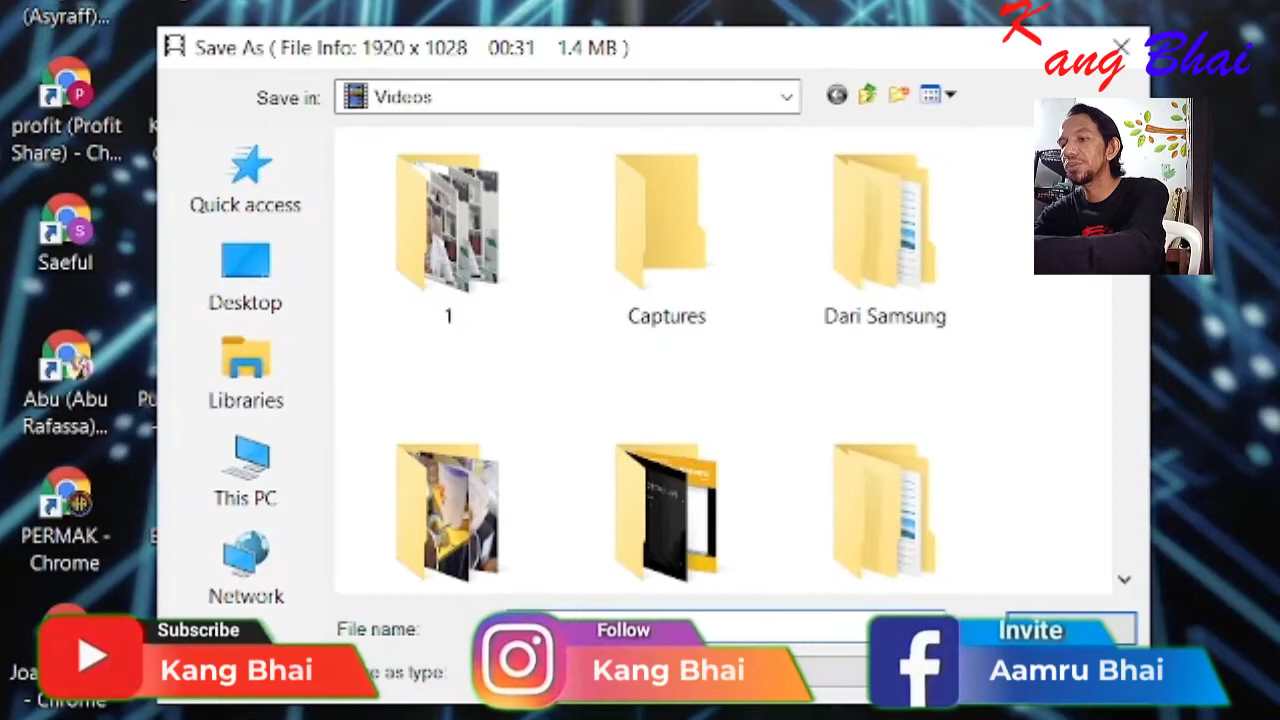 (Asyraff)...
profit (Profit
Share) - Ch...
Saeful
Abu (Abu
Rafassa)...
PERMAK -
Chrome
Joa
- Chrome
Save As ( File Info: 1920 x 1028 00:31 1.4 MB )
Save in:
Videos
Quick access
Desktop
Libraries
This PC
Network
1
Captures
Dari Samsung
File name:
e as type:
Kang Bhai
Subscribe
Kang Bhai
Follow
Kang Bhai
Invite
Aamru Bhai